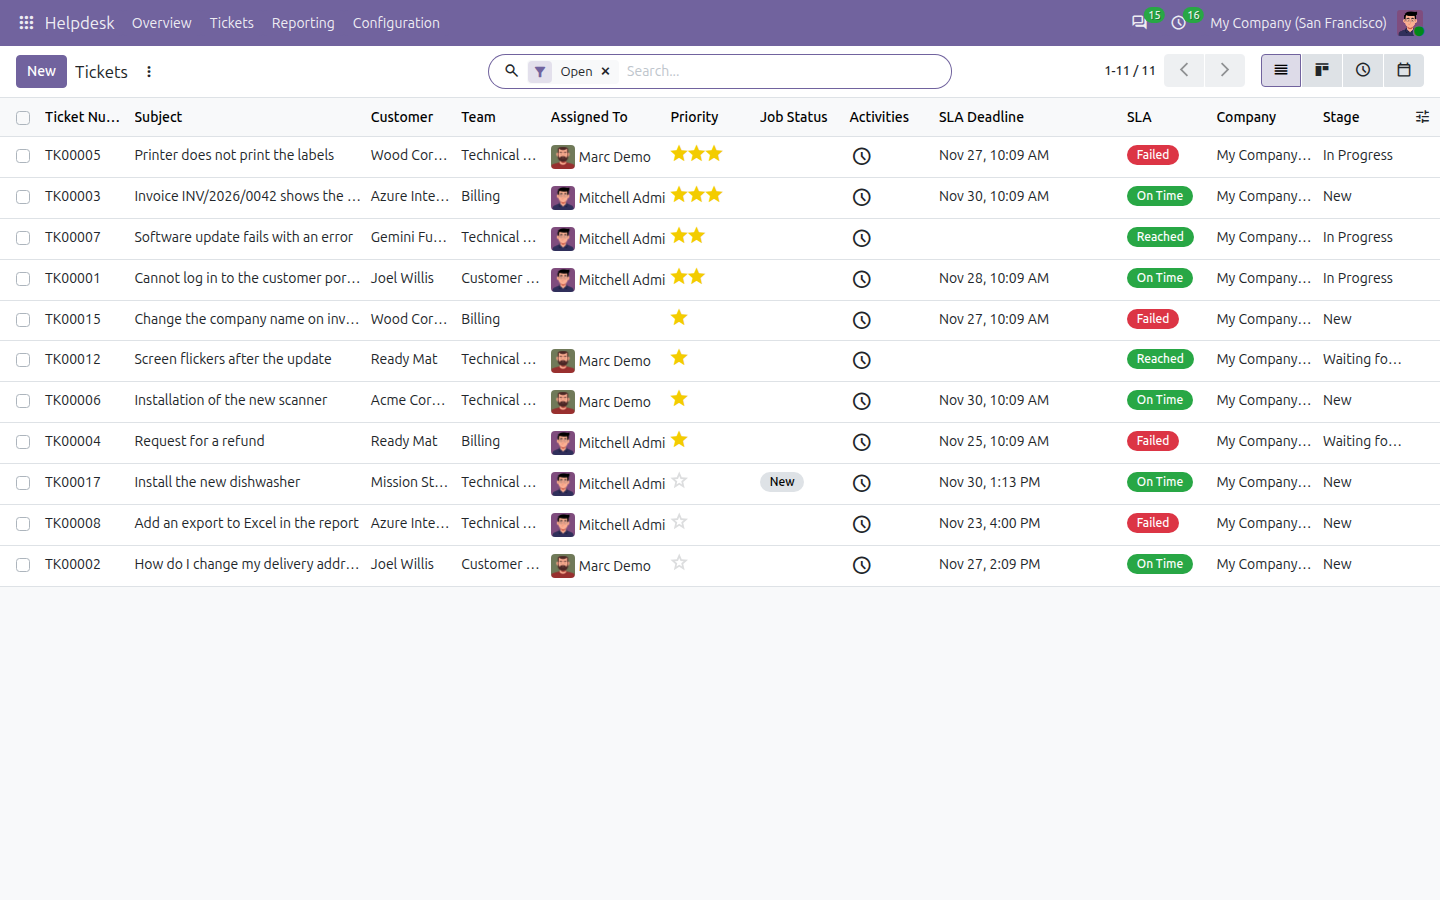 Helpdesk Overview Tickets Reporting Configuration 15 16 My Company (San Francisco)
New Tickets Open Search... 1-11 / 11
Ticket Nu... Subject Customer Team Assigned To Priority Job Status Activities SLA Deadline SLA Company Stage
TK00005 Printer does not print the labels Wood Cor... Technical ... Marc Demo Nov 27, 10:09 AM Failed My Company... In Progress
TK00003 Invoice INV/2026/0042 shows the ... Azure Inte... Billing Mitchell Admi Nov 30, 10:09 AM On Time My Company... New
TK00007 Software update fails with an error Gemini Fu... Technical ... Mitchell Admi Reached My Company... In Progress
TK00001 Cannot log in to the customer por... Joel Willis Customer ... Mitchell Admi Nov 28, 10:09 AM On Time My Company... In Progress
TK00015 Change the company name on inv... Wood Cor... Billing Nov 27, 10:09 AM Failed My Company... New
TK00012 Screen flickers after the update Ready Mat Technical ... Marc Demo Reached My Company... Waiting fo...
TK00006 Installation of the new scanner Acme Cor... Technical ... Marc Demo Nov 30, 10:09 AM On Time My Company... New
TK00004 Request for a refund Ready Mat Billing Mitchell Admi Nov 25, 10:09 AM Failed My Company... Waiting fo...
TK00017 Install the new dishwasher Mission St... Technical ... Mitchell Admi New Nov 30, 1:13 PM On Time My Company... New
TK00008 Add an export to Excel in the report Azure Inte... Technical ... Mitchell Admi Nov 23, 4:00 PM Failed My Company... New
TK00002 How do I change my delivery addr... Joel Willis Customer ... Marc Demo Nov 27, 2:09 PM On Time My Company... New